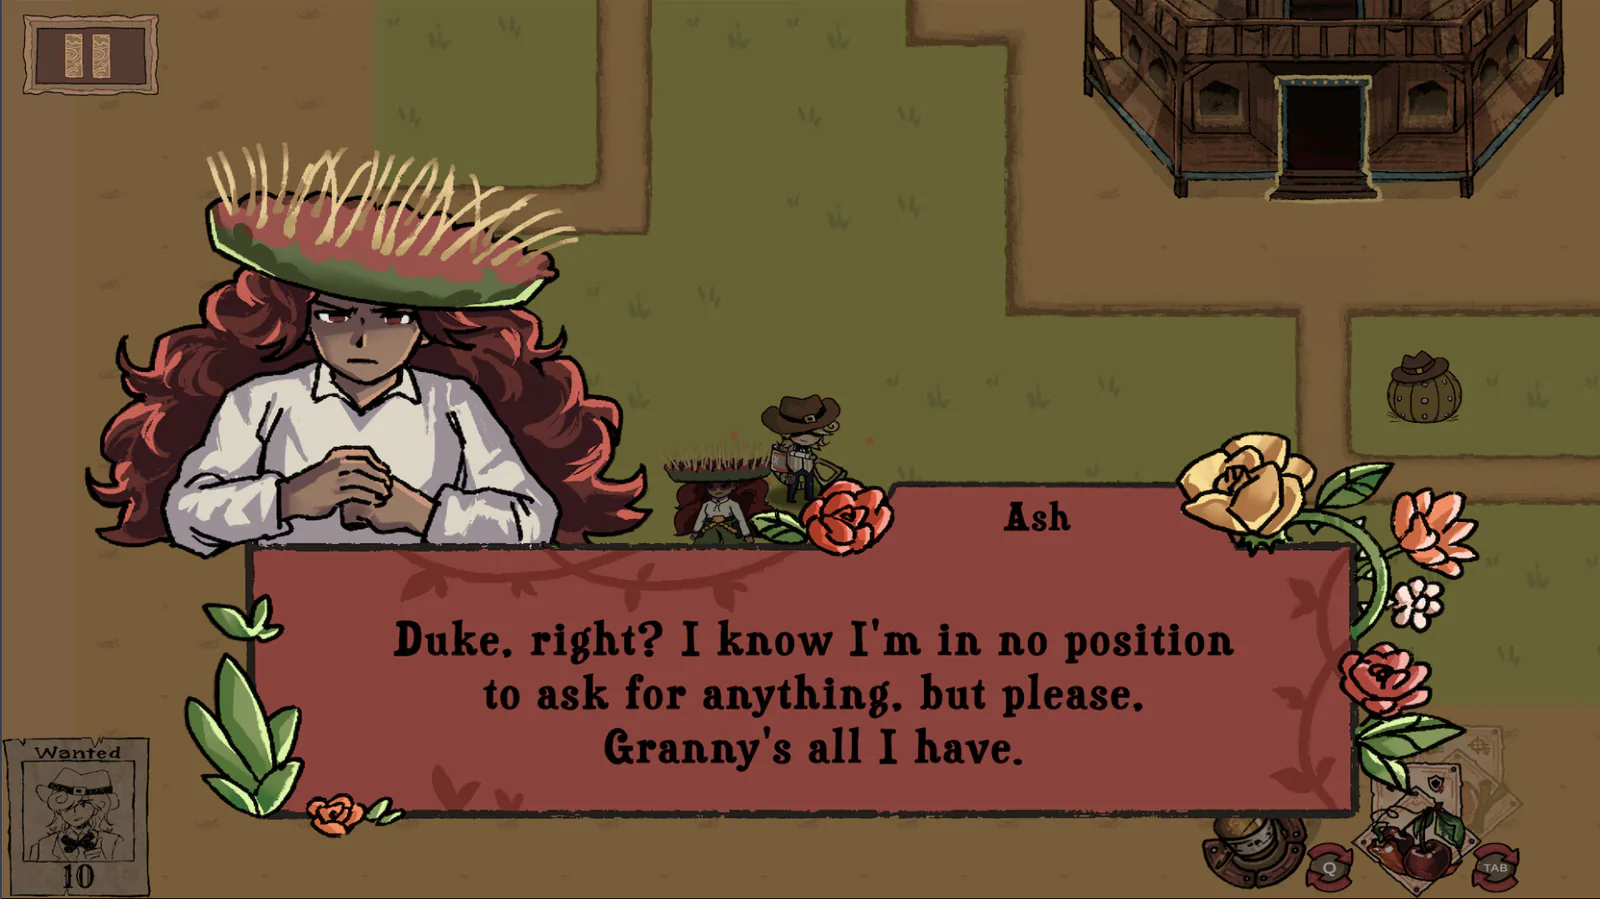 Ash
Duke, right? I know I'm in no position
to ask for anything, but please.
Granny's all I have.
Wanted
10
Q
TAB